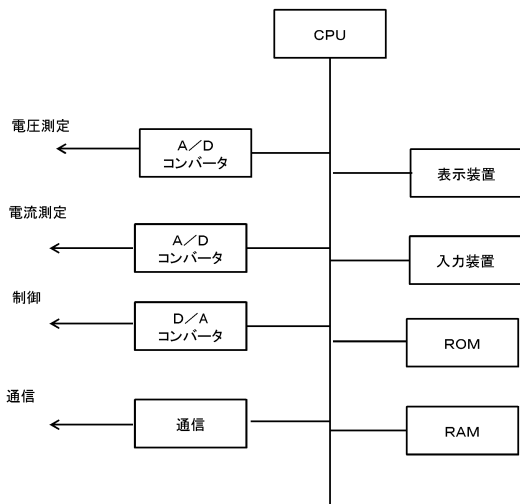 CPU
電圧測定
A/D
コンバータ
表示装置
電流測定
A/D
コンバータ
入力装置
制御
D/A
コンバータ
ROM
通信
通信
RAM